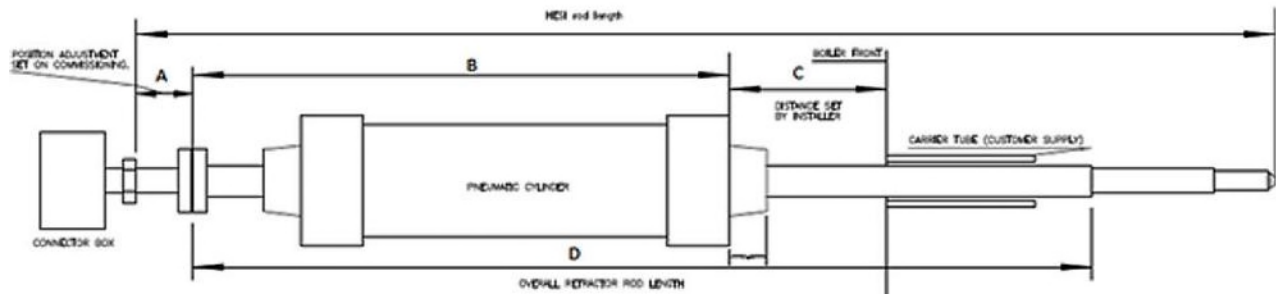 HESI rod length
POSITION ADJUSTMENT
SET ON COMMISSIONING.
A
B
BOILER FRONT
C
DISTANCE SET
BY INSTALLER
CARRIER TUBE (CUSTOMER SUPPLY)
PNEUMATIC CYLINDER
CONNECTOR BOX
D
OVERALL RETRACTOR ROD LENGTH